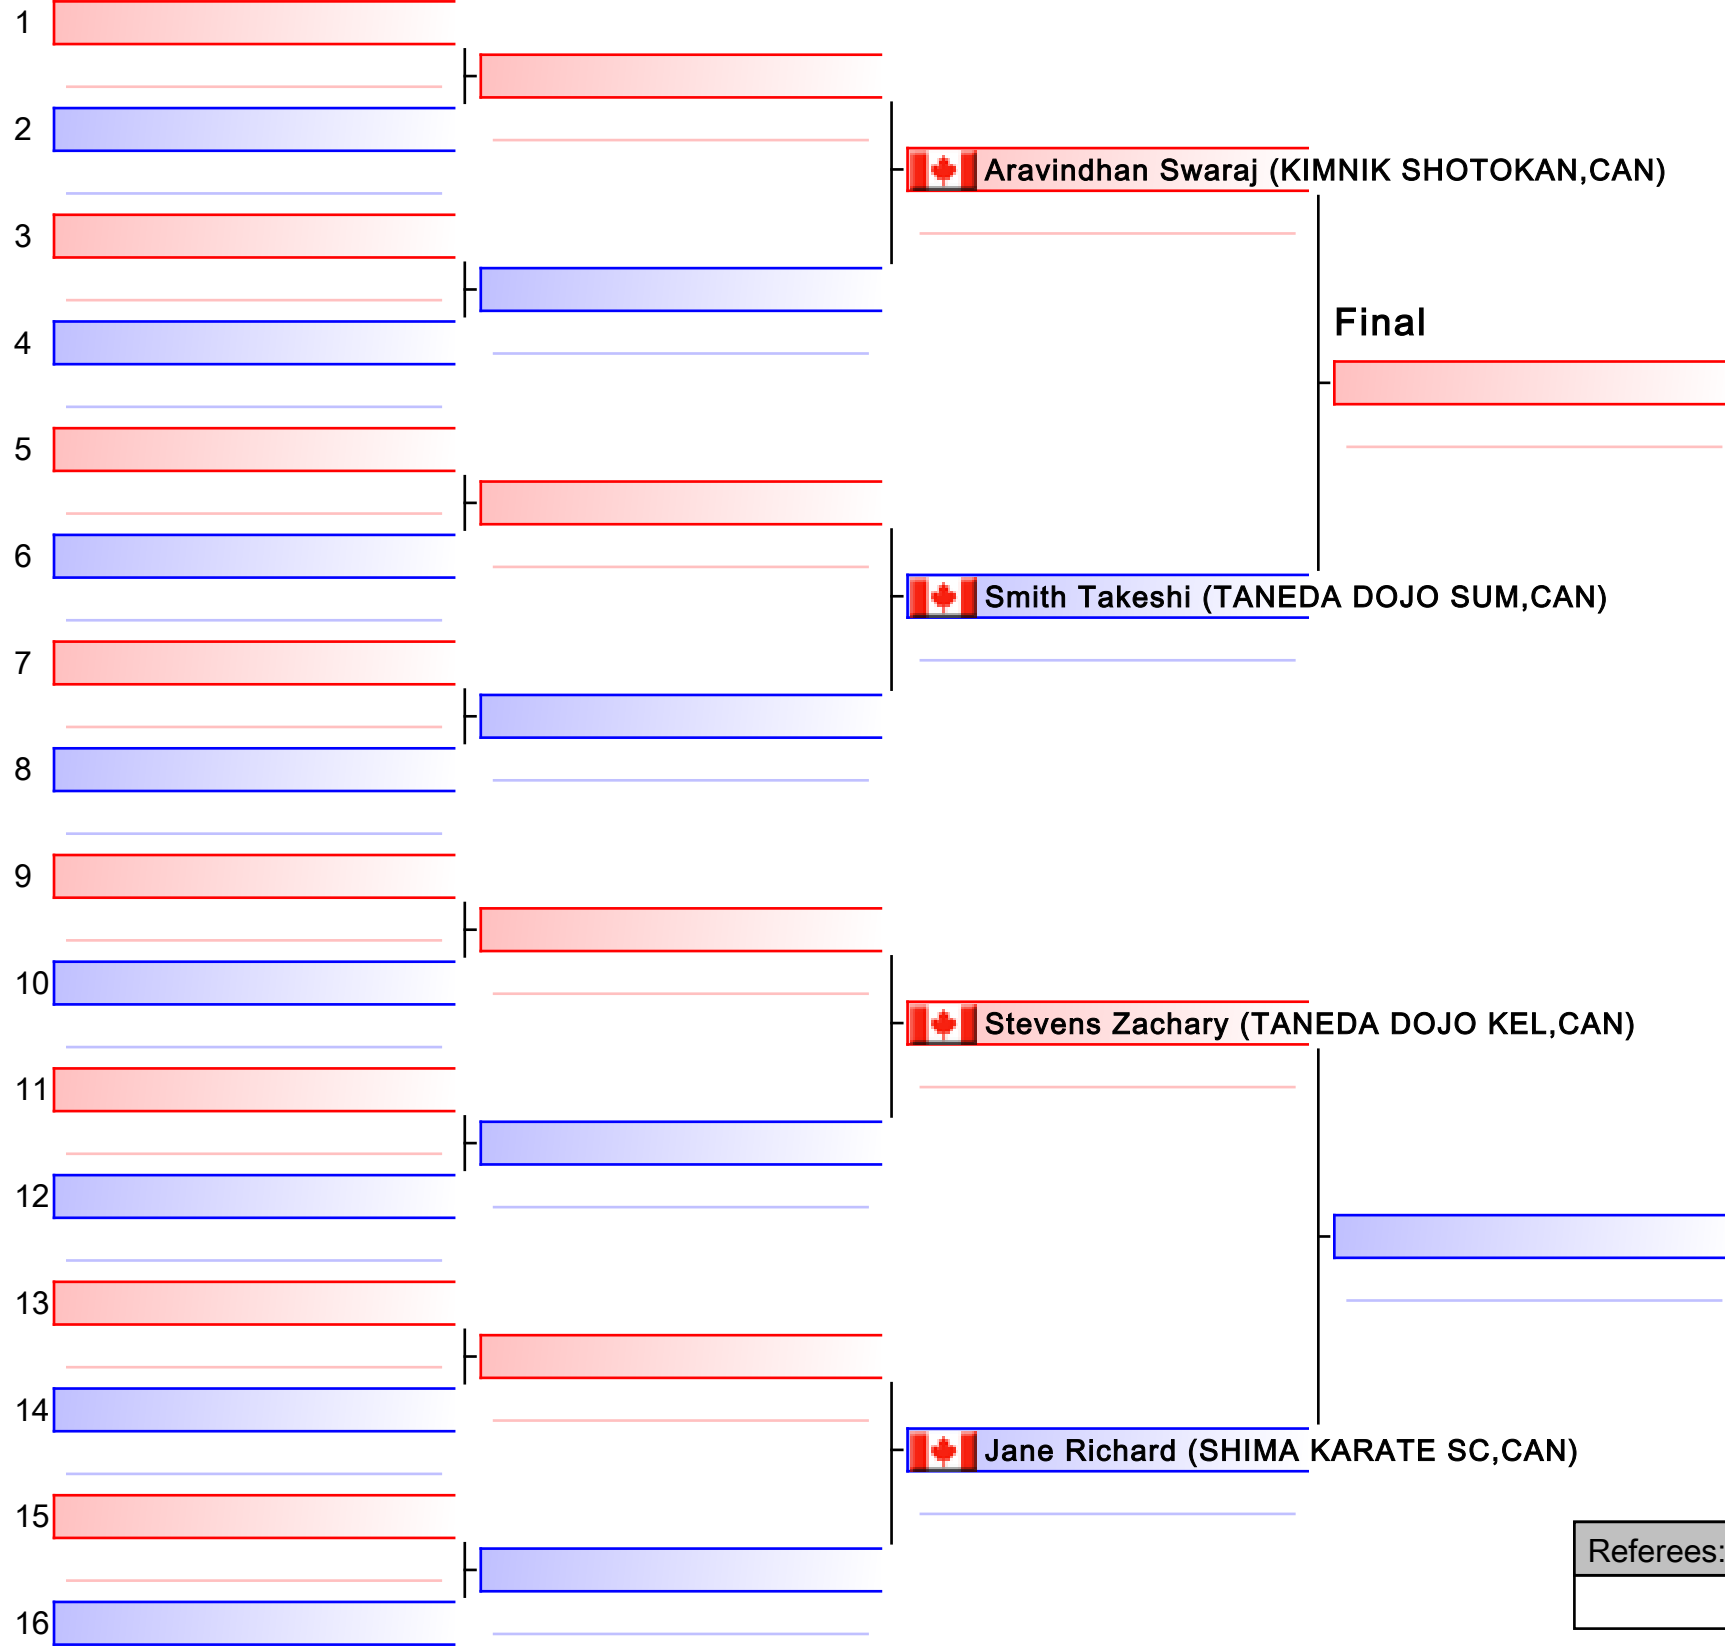 1
2
Aravindhan Swaraj (KIMNIK SHOTOKAN,CAN)
3
Final
4
5
6
Smith Takeshi (TANEDA DOJO SUM,CAN)
7
8
9
10
Stevens Zachary (TANEDA DOJO KEL,CAN)
11
12
13
14
Jane Richard (SHIMA KARATE SC,CAN)
15
Referees:
16